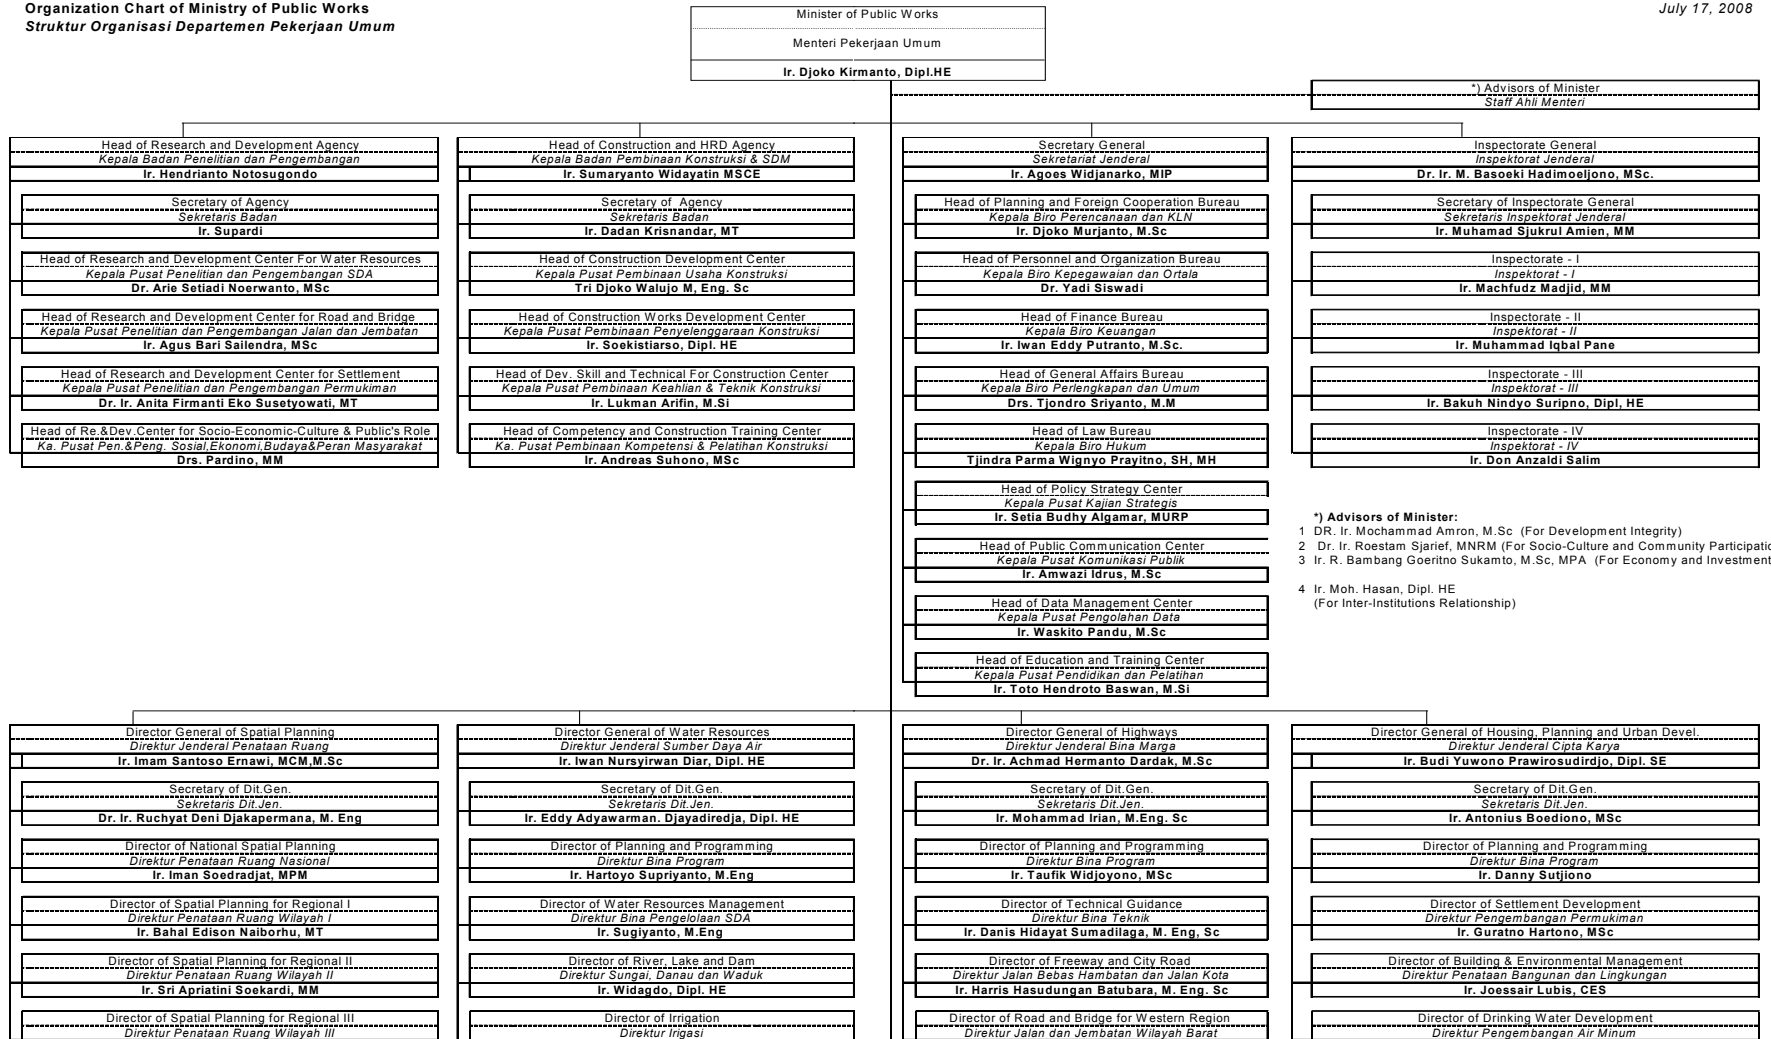 Organization Chart of Ministry of Public Works
Struktur Organisasi Departemen Pekerjaan Umum
July 17, 2008
Minister of Public Works
Menteri Pekerjaan Umum
Ir. Djoko Kirmanto, Dipl.HE
*) Advisors of Minister
Staff Ahli Menteri
Head of Research and Development Agency
Kepala Badan Penelitian dan Pengembangan
Ir. Hendrianto Notosugondo
Secretary of Agency
Sekretaris Badan
Ir. Supardi
Head of Research and Development Center For Water Resources
Kepala Pusat Penelitian dan Pengembangan SDA
Dr. Arie Setiadi Noerwanto, MSc
Head of Research and Development Center for Road and Bridge
Kepala Pusat Penelitian dan Pengembangan Jalan dan Jembatan
Ir. Agus Bari Sailendra, MSc
Head of Research and Development Center for Settlement
Kepala Pusat Penelitian dan Pengembangan Permukiman
Dr. Ir. Anita Firmanti Eko Susetyowati, MT
Head of Re.&Dev.Center for Socio-Economic-Culture & Public's Role
Ka. Pusat Pen.&Peng. Sosial,Ekonomi,Budaya&Peran Masyarakat
Drs. Pardino, MM
Head of Construction and HRD Agency
Kepala Badan Pembinaan Konstruksi & SDM
Ir. Sumaryanto Widayatin MSCE
Secretary of Agency
Sekretaris Badan
Ir. Dadan Krisnandar, MT
Head of Construction Development Center
Kepala Pusat Pembinaan Usaha Konstruksi
Tri Djoko Walujo M, Eng. Sc
Head of Construction Works Development Center
Kepala Pusat Pembinaan Penyelenggaraan Konstruksi
Ir. Soekistiarso, Dipl. HE
Head of Dev. Skill and Technical For Construction Center
Kepala Pusat Pembinaan Keahlian & Teknik Konstruksi
Ir. Lukman Arifin, M.Si
Head of Competency and Construction Training Center
Ka. Pusat Pembinaan Kompetensi & Pelatihan Konstruksi
Ir. Andreas Suhono, MSc
Secretary General
Sekretariat Jenderal
Ir. Agoes Widjanarko, MIP
Head of Planning and Foreign Cooperation Bureau
Kepala Biro Perencanaan dan KLN
Ir. Djoko Murjanto, M.Sc
Head of Personnel and Organization Bureau
Kepala Biro Kepegawaian dan Ortala
Dr. Yadi Siswadi
Head of Finance Bureau
Kepala Biro Keuangan
Ir. Iwan Eddy Putranto, M.Sc.
Head of General Affairs Bureau
Kepala Biro Perlengkapan dan Umum
Drs. Tjondro Sriyanto, M.M
Head of Law Bureau
Kepala Biro Hukum
Tjindra Parma Wignyo Prayitno, SH, MH
Head of Policy Strategy Center
Kepala Pusat Kajian Strategis
Ir. Setia Budhy Algamar, MURP
Head of Public Communication Center
Kepala Pusat Komunikasi Publik
Ir. Amwazi Idrus, M.Sc
Head of Data Management Center
Kepala Pusat Pengolahan Data
Ir. Waskito Pandu, M.Sc
Head of Education and Training Center
Kepala Pusat Pendidikan dan Pelatihan
Ir. Toto Hendroto Baswan, M.Si
Inspectorate General
Inspektorat Jenderal
Dr. Ir. M. Basoeki Hadimoeljono, MSc.
Secretary of Inspectorate General
Sekretaris Inspektorat Jenderal
Ir. Muhamad Sjukrul Amien, MM
Inspectorate - I
Inspektorat - I
Ir. Machfudz Madjid, MM
Inspectorate - II
Inspektorat - II
Ir. Muhammad Iqbal Pane
Inspectorate - III
Inspektorat - III
Ir. Bakuh Nindyo Suripno, Dipl, HE
Inspectorate - IV
Inspektorat - IV
Ir. Don Anzaldi Salim
*) Advisors of Minister:
1 DR. Ir. Mochammad Amron, M.Sc (For Development Integrity)
2 Dr. Ir. Roestam Sjarief, MNRM (For Socio-Culture and Community Participatio
3 Ir. R. Bambang Goeritno Sukamto, M.Sc, MPA (For Economy and Investment
4 Ir. Moh. Hasan, Dipl. HE
(For Inter-Institutions Relationship)
Director General of Spatial Planning
Direktur Jenderal Penataan Ruang
Ir. Imam Santoso Ernawi, MCM,M.Sc
Secretary of Dit.Gen.
Sekretaris Dit.Jen.
Dr. Ir. Ruchyat Deni Djakapermana, M. Eng
Director of National Spatial Planning
Direktur Penataan Ruang Nasional
Ir. Iman Soedradjat, MPM
Director of Spatial Planning for Regional I
Direktur Penataan Ruang Wilayah I
Ir. Bahal Edison Naiborhu, MT
Director of Spatial Planning for Regional II
Direktur Penataan Ruang Wilayah II
Ir. Sri Apriatini Soekardi, MM
Director of Spatial Planning for Regional III
Direktur Penataan Ruang Wilayah III
Director General of Water Resources
Direktur Jenderal Sumber Daya Air
Ir. Iwan Nursyirwan Diar, Dipl. HE
Secretary of Dit.Gen.
Sekretaris Dit.Jen.
Ir. Eddy Adyawarman. Djayadiredja, Dipl. HE
Director of Planning and Programming
Direktur Bina Program
Ir. Hartoyo Supriyanto, M.Eng
Director of Water Resources Management
Direktur Bina Pengelolaan SDA
Ir. Sugiyanto, M.Eng
Director of River, Lake and Dam
Direktur Sungai, Danau dan Waduk
Ir. Widagdo, Dipl. HE
Director of Irrigation
Direktur Irigasi
Director General of Highways
Direktur Jenderal Bina Marga
Dr. Ir. Achmad Hermanto Dardak, M.Sc
Secretary of Dit.Gen.
Sekretaris Dit.Jen.
Ir. Mohammad Irian, M.Eng. Sc
Director of Planning and Programming
Direktur Bina Program
Ir. Taufik Widjoyono, MSc
Director of Technical Guidance
Direktur Bina Teknik
Ir. Danis Hidayat Sumadilaga, M. Eng, Sc
Director of Freeway and City Road
Direktur Jalan Bebas Hambatan dan Jalan Kota
Ir. Harris Hasudungan Batubara, M. Eng. Sc
Director of Road and Bridge for Western Region
Direktur Jalan dan Jembatan Wilayah Barat
Director General of Housing, Planning and Urban Devel.
Direktur Jenderal Cipta Karya
Ir. Budi Yuwono Prawirosudirdjo, Dipl. SE
Secretary of Dit.Gen.
Sekretaris Dit.Jen.
Ir. Antonius Boediono, MSc
Director of Planning and Programming
Direktur Bina Program
Ir. Danny Sutjiono
Director of Settlement Development
Direktur Pengembangan Permukiman
Ir. Guratno Hartono, MSc
Director of Building & Environmental Management
Direktur Penataan Bangunan dan Lingkungan
Ir. Joessair Lubis, CES
Director of Drinking Water Development
Direktur Pengembangan Air Minum